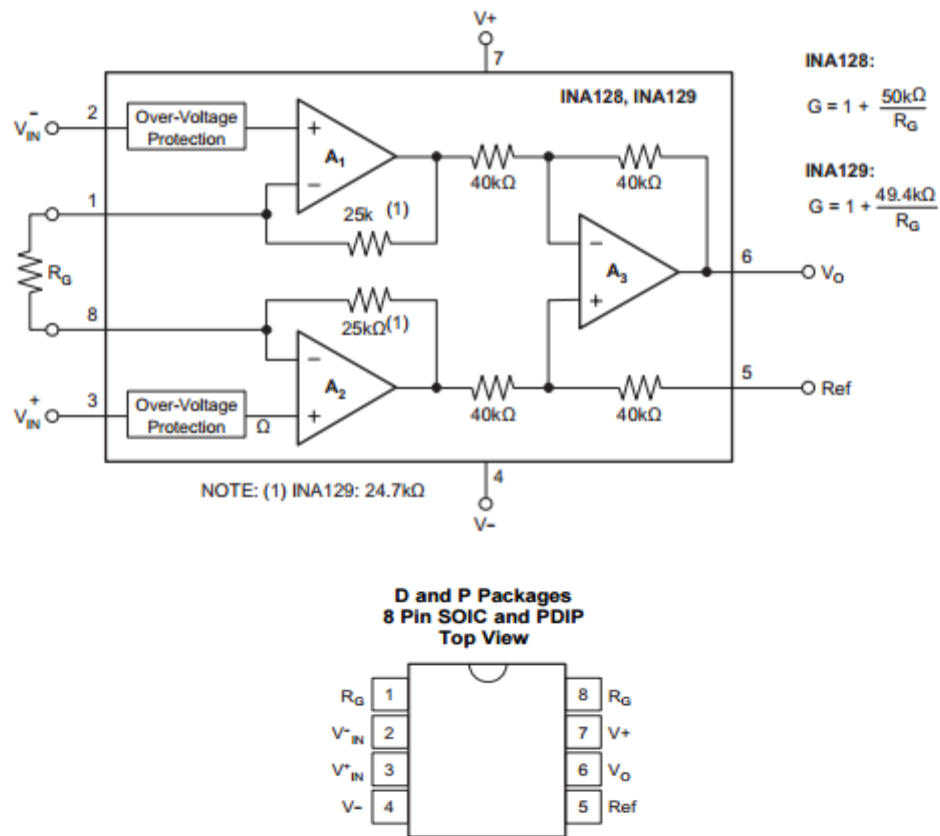 V+
7
INA128, INA129
INA128:
G = 1 + 50kΩ
R_G
INA129:
G = 1 + 49.4kΩ
R_G
V⁻_IN
2
Over-Voltage
Protection
+
A₁
−
40kΩ
40kΩ
1
25k (1)
R_G
−
A₃
+
6
V_O
8
25kΩ(1)
−
A₂
+
V⁺_IN
3
Over-Voltage
Protection
Ω
40kΩ
40kΩ
5
Ref
4
V−
NOTE: (1) INA129: 24.7kΩ
D and P Packages
8 Pin SOIC and PDIP
Top View
R_G 1 8 R_G
V⁻_IN 2 7 V+
V⁺_IN 3 6 V_O
V− 4 5 Ref